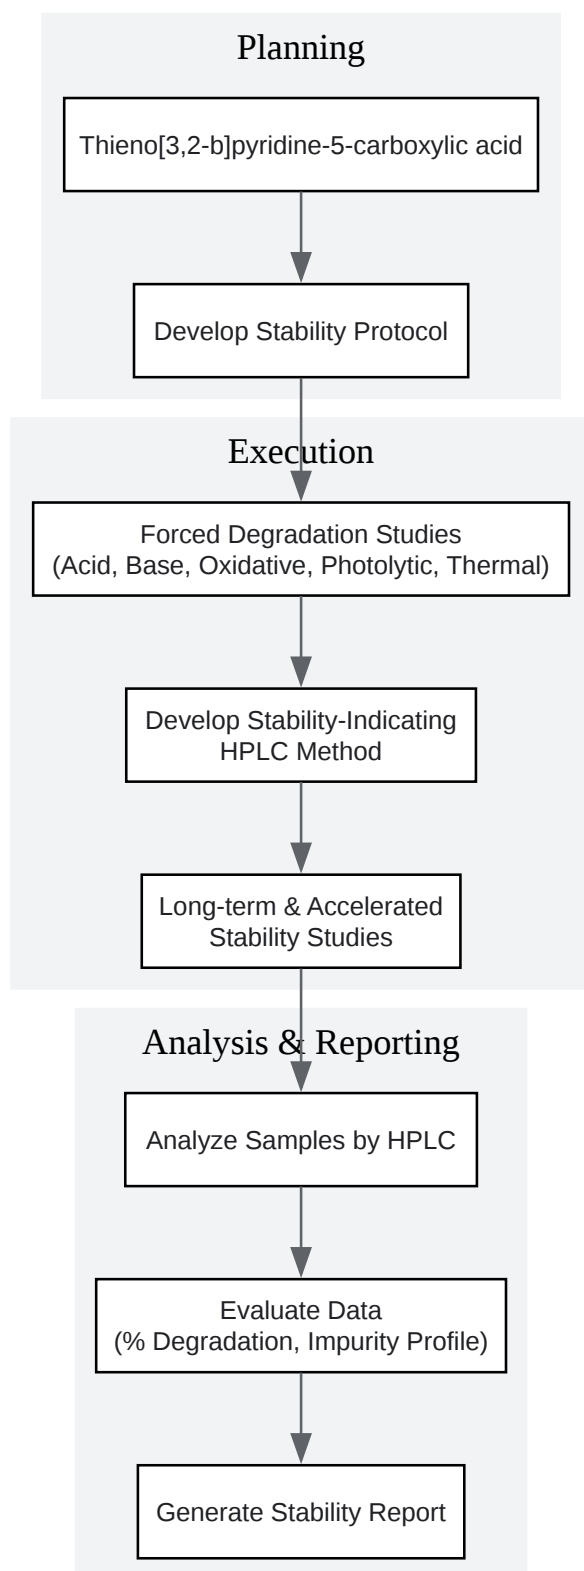 Planning
Thieno[3,2-b]pyridine-5-carboxylic acid
Develop Stability Protocol
Execution
Forced Degradation Studies
(Acid, Base, Oxidative, Photolytic, Thermal)
Develop Stability-Indicating
HPLC Method
Long-term & Accelerated
Stability Studies
Analysis & Reporting
Analyze Samples by HPLC
Evaluate Data
(% Degradation, Impurity Profile)
Generate Stability Report